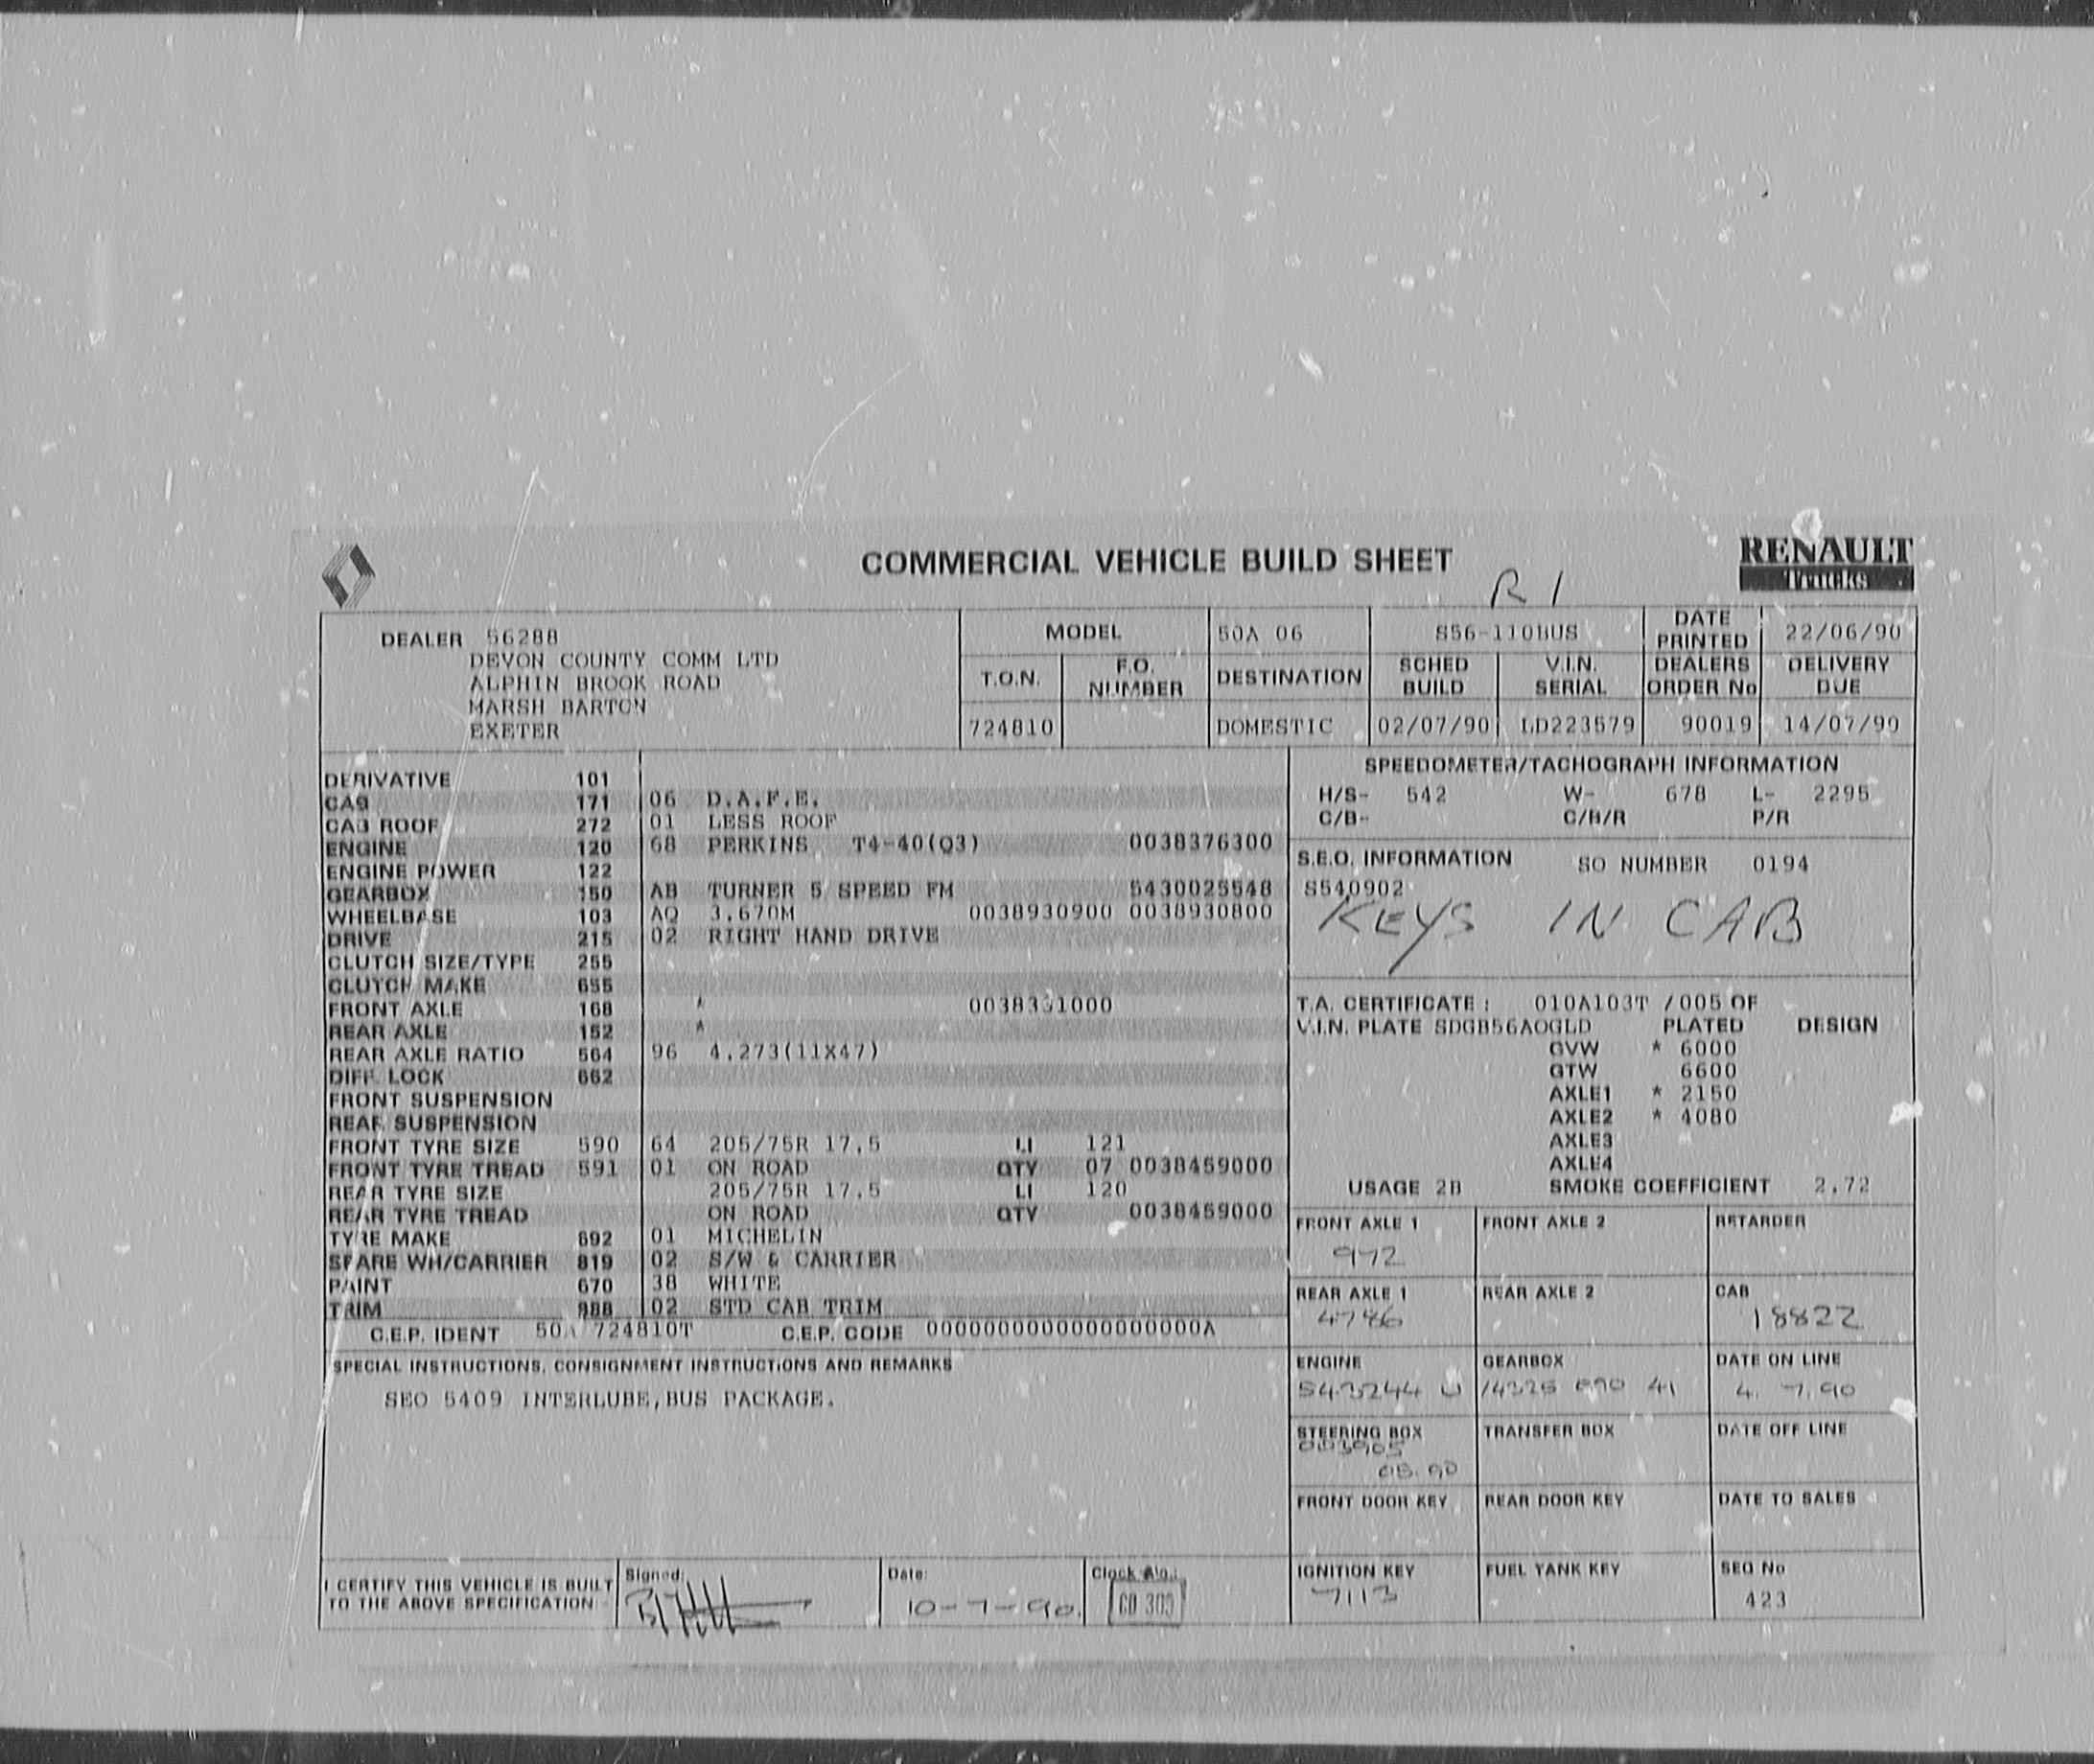 COMMERCIAL VEHICLE BUILD SHEET
R 1
RENAULT
Trucks
DEALER 56288
DEVON COUNTY COMM LTD
ALPHIN BROOK ROAD
MARSH BARTON
EXETER
MODEL 50A 06 S56-110BUS DATE PRINTED 22/06/90
T.O.N. F.O. NUMBER DESTINATION SCHED BUILD V.I.N. SERIAL DEALERS ORDER No DELIVERY DUE
724810 DOMESTIC 02/07/90 LD223579 90019 14/07/90
DERIVATIVE 101
CAB 171 06 D.A.F.E.
CAB ROOF 272 01 LESS ROOF
ENGINE 120 68 PERKINS T4-40(Q3) 0038376300
ENGINE POWER 122
GEARBOX 150 AB TURNER 5 SPEED FM 5430025548
WHEELBASE 103 AQ 3.670M 0038930900 0038930800
DRIVE 215 02 RIGHT HAND DRIVE
CLUTCH SIZE/TYPE 255
CLUTCH MAKE 655
FRONT AXLE 168 *
REAR AXLE 152 *
REAR AXLE RATIO 564 96 4.273(11X47)
DIFF. LOCK 662
FRONT SUSPENSION
REAR SUSPENSION
FRONT TYRE SIZE 590 64 205/75R 17.5 LI 121
FRONT TYRE TREAD 591 01 ON ROAD QTY 07 0038459000
REAR TYRE SIZE 205/75R 17.5 LI 120
REAR TYRE TREAD ON ROAD QTY 0038459000
TYRE MAKE 692 01 MICHELIN
SPARE WH/CARRIER 819 02 S/W & CARRIER
PAINT 670 38 WHITE
TRIM 988 02 STD CAB TRIM
C.E.P. IDENT 50A 724810T C.E.P. CODE 0000000000000000000A
SPECIAL INSTRUCTIONS, CONSIGNMENT INSTRUCTIONS AND REMARKS
SEO 5409 INTERLUBE,BUS PACKAGE.
I CERTIFY THIS VEHICLE IS BUILT
TO THE ABOVE SPECIFICATION
Signed:
Date: 10-7-90.
Clock No.: CD 303
SPEEDOMETER/TACHOGRAPH INFORMATION
H/S- 542 W- 678 L- 2295
C/B- C/H/R P/R
S.E.O. INFORMATION SO NUMBER 0194
S540902
KEYS IN CAB
T.A. CERTIFICATE: 010A103T /005 OF
V.I.N. PLATE SDGB56AOGLD PLATED DESIGN
GVW * 6000
GTW 6600
AXLE1 * 2150
AXLE2 * 4080
AXLE3
AXLE4
USAGE 2B SMOKE COEFFICIENT 2.72
FRONT AXLE 1 FRONT AXLE 2 RETARDER
972
REAR AXLE 1 REAR AXLE 2 CAB
4786 18822
ENGINE GEARBOX DATE ON LINE
543244 U 4. 7.90
STEERING BOX TRANSFER BOX DATE OFF LINE
003905
05.90
FRONT DOOR KEY REAR DOOR KEY DATE TO SALES
IGNITION KEY FUEL TANK KEY SEQ No
7113 423